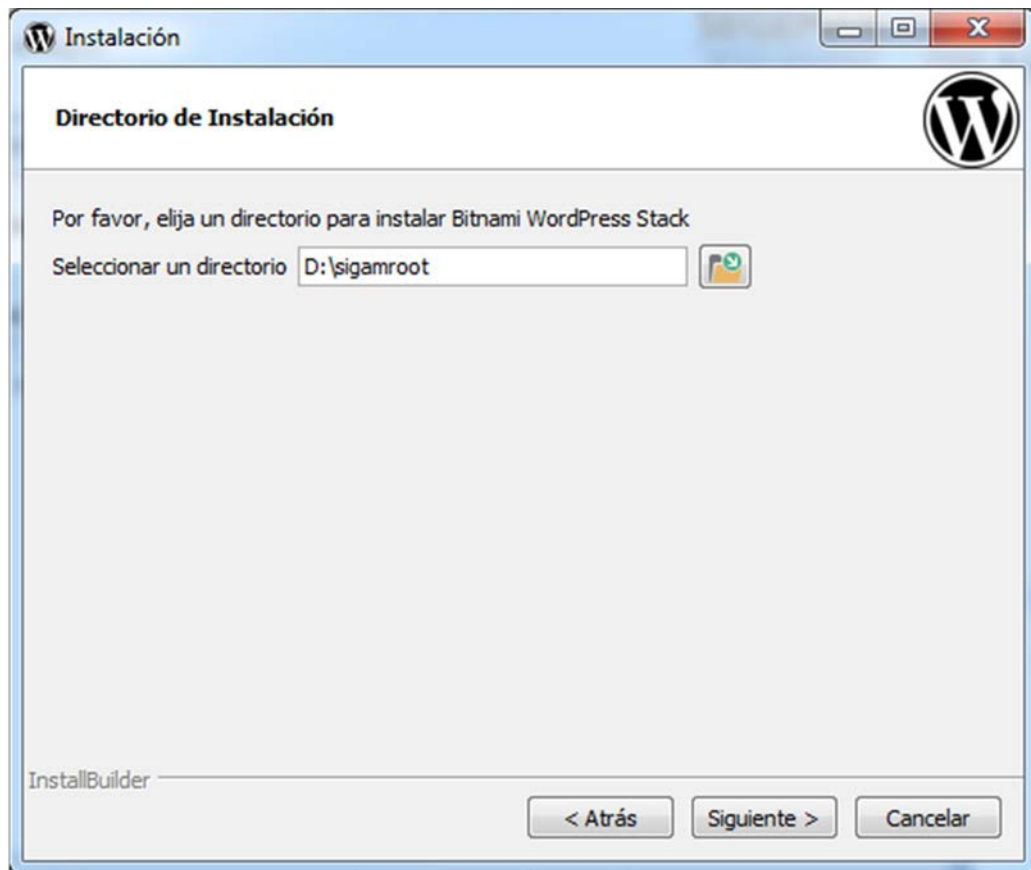 Instalación
Directorio de Instalación
Por favor, elija un directorio para instalar Bitnami WordPress Stack
Seleccionar un directorio D:\sigamroot
InstallBuilder
< Atrás Siguiente > Cancelar